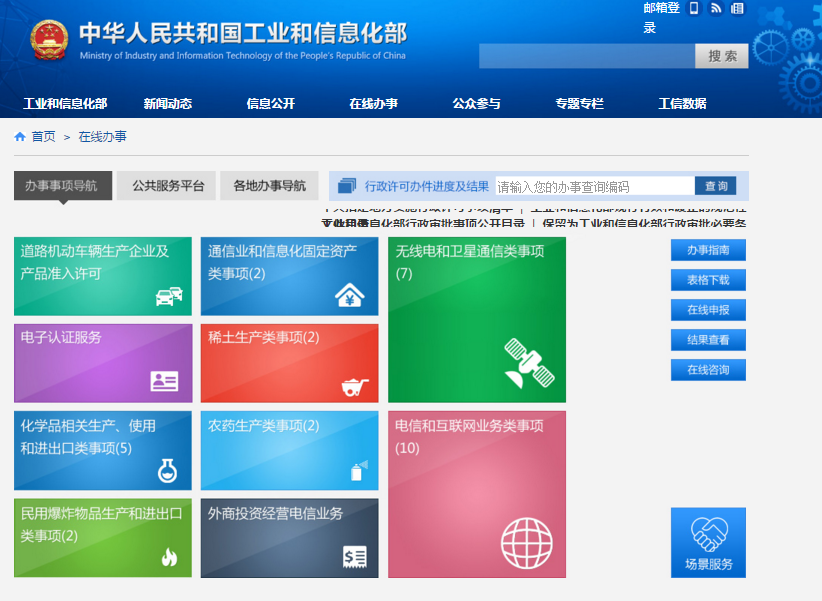 邮箱登
录
中华人民共和国工业和信息化部
Ministry of Industry and Information Technology of the People's Republic of China
搜 索
工业和信息化部 新闻动态 信息公开 在线办事 公众参与 专题专栏 工信数据
首页 > 在线办事
办事事项导航 公共服务平台 各地办事导航 行政许可办件进度及结果 请输入您的办事查询编码 查 询
信息化部行政审批事项公开目录 | 保留为工业和信息化部行政审批必要条
道路机动车辆生产企业及
产品准入许可
通信业和信息化固定资产
类事项(2)
无线电和卫星通信类事项
(7)
办事指南
表格下载
在线申报
结果查看
在线咨询
电子认证服务
稀土生产类事项(2)
化学品相关生产、使用
和进出口类事项(5)
农药生产类事项(2)
电信和互联网业务类事项
(10)
民用爆炸物品生产和进出口
类事项(2)
外商投资经营电信业务
场景服务